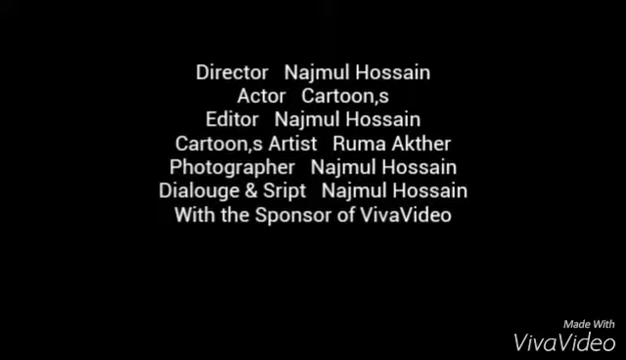 Director Najmul Hossain
Actor Cartoon,s
Editor Najmul Hossain
Cartoon,s Artist Ruma Akther
Photographer Najmul Hossain
Dialouge & Sript Najmul Hossain
With the Sponsor of VivaVideo
Made With
VivaVideo